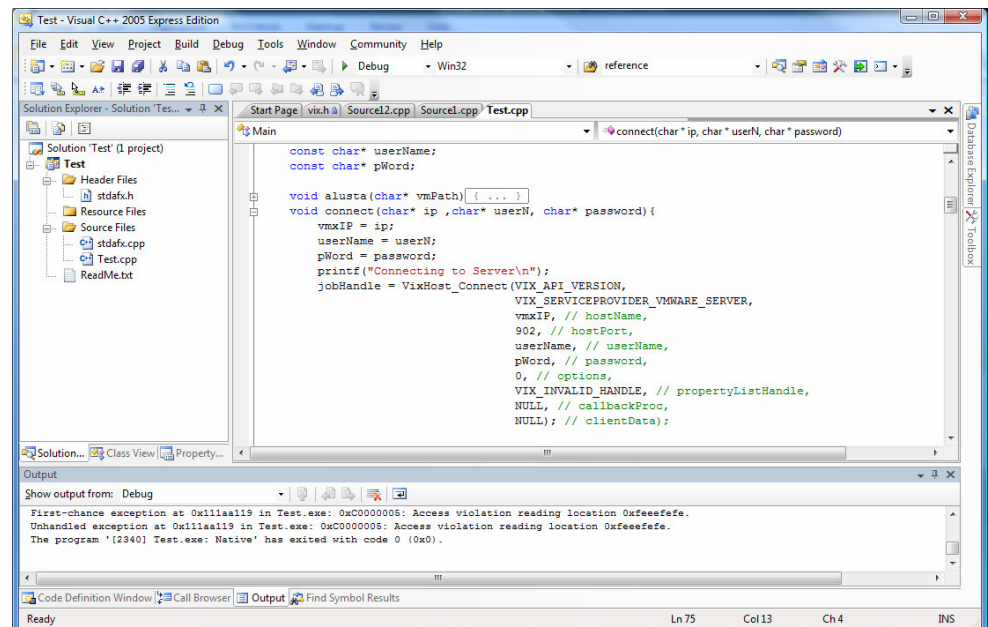 Test - Visual C++ 2005 Express Edition
File Edit View Project Build Debug Tools Window Community Help
Debug Win32 reference
Solution Explorer - Solution 'Tes...
Start Page vix.h Source12.cpp Source1.cpp Test.cpp
Main connect(char * ip, char * userN, char * password)
Solution 'Test' (1 project)
Test
Header Files
stdafx.h
Resource Files
Source Files
stdafx.cpp
Test.cpp
ReadMe.txt
const char* userName;
const char* pWord;
void alusta(char* vmPath){ ... }
void connect(char* ip ,char* userN, char* password){
vmxIP = ip;
userName = userN;
pWord = password;
printf("Connecting to Server\n");
jobHandle = VixHost_Connect(VIX_API_VERSION,
VIX_SERVICEPROVIDER_VMWARE_SERVER,
vmxIP, // hostName,
902, // hostPort,
userName, // userName,
pWord, // password,
0, // options,
VIX_INVALID_HANDLE, // propertyListHandle,
NULL, // callbackProc,
NULL); // clientData);
Database Explorer
Toolbox
Solution... Class View Property...
Output
Show output from: Debug
First-chance exception at 0x111aa119 in Test.exe: 0xC0000005: Access violation reading location 0xfeeefefe.
Unhandled exception at 0x111aa119 in Test.exe: 0xC0000005: Access violation reading location 0xfeeefefe.
The program '[2340] Test.exe: Native' has exited with code 0 (0x0).
Code Definition Window Call Browser Output Find Symbol Results
Ready Ln 75 Col 13 Ch 4 INS